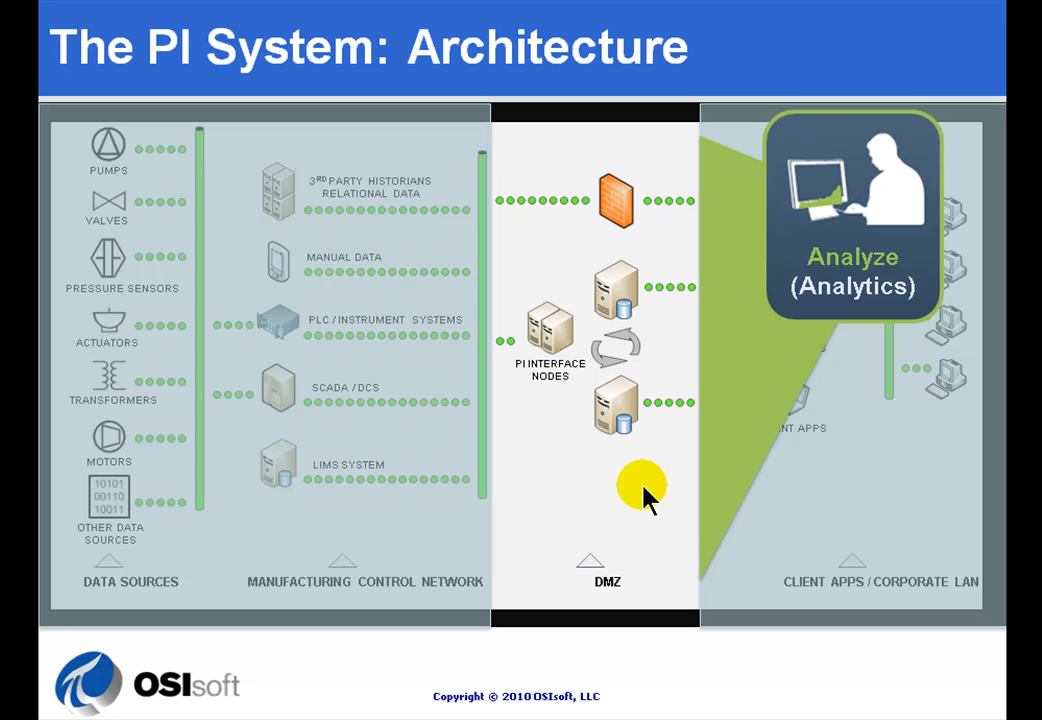 The PI System: Architecture
PUMPS
VALVES
PRESSURE SENSORS
ACTUATORS
TRANSFORMERS
MOTORS
10101
00110
10011
OTHER DATA
SOURCES
3RD PARTY HISTORIANS
RELATIONAL DATA
MANUAL DATA
PLC / INSTRUMENT SYSTEMS
SCADA / DCS
LIMS SYSTEM
PI INTERFACE
NODES
Analyze
(Analytics)
NT APPS
DATA SOURCES
MANUFACTURING CONTROL NETWORK
DMZ
CLIENT APPS / CORPORATE LAN
OSIsoft
Copyright © 2010 OSIsoft, LLC